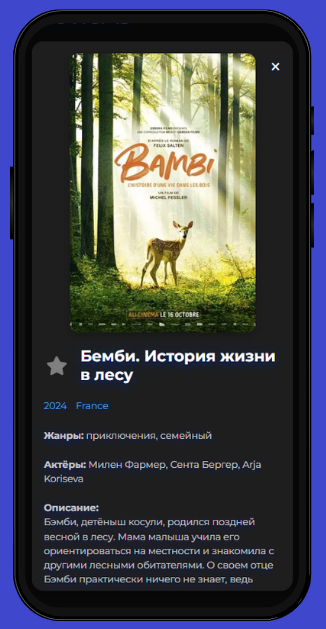 ×
D'APRÈS LE ROMAN DE
FELIX SALTEN
BAMBI
L'HISTOIRE D'UNE VIE DANS LES BOIS
UN FILM DE
MICHEL FESSLER
AU CINÉMA LE 16 OCTOBRE
Бемби. История жизни
в лесу
2024 France
Жанры: приключения, семейный
Актёры: Милен Фармер, Сента Бергер, Arja
Koriseva
Описание:
Бэмби, детёныш косули, родился поздней
весной в лесу. Мама малыша учила его
ориентироваться на местности и знакомила с
другими лесными обитателями. О своем отце
Бэмби практически ничего не знает, ведь